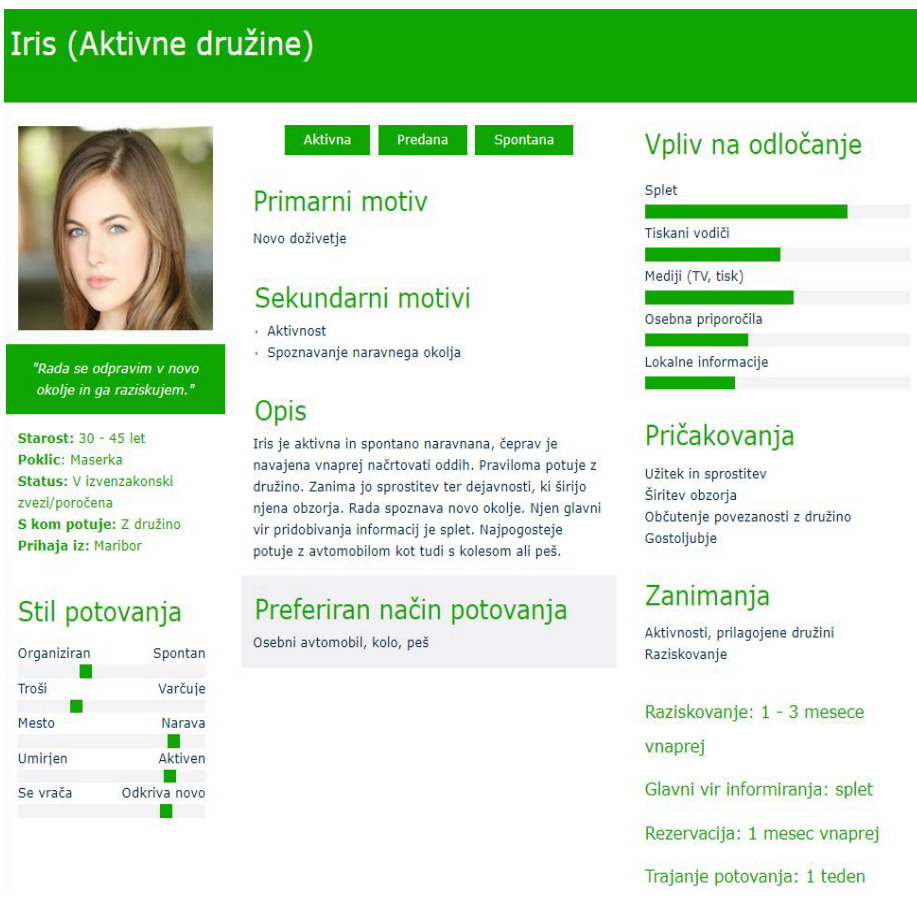 Iris (Aktivne družine)
"Rada se odpravim v novo
okolje in ga raziskujem."
Starost: 30 - 45 let
Poklic: Maserka
Status: V izvenzakonski
zvezi/poročena
S kom potuje: Z družino
Prihaja iz: Maribor
Stil potovanja
Organiziran Spontan
Troši Varčuje
Mesto Narava
Umirjen Aktiven
Se vrača Odkriva novo
Aktivna Predana Spontana
Primarni motiv
Novo doživetje
Sekundarni motivi
• Aktivnost
• Spoznavanje naravnega okolja
Opis
Iris je aktivna in spontano naravnana, čeprav je
navajena vnaprej načrtovati oddih. Praviloma potuje z
družino. Zanima jo sprostitev ter dejavnosti, ki širijo
njena obzorja. Rada spoznava novo okolje. Njen glavni
vir pridobivanja informacij je splet. Najpogosteje
potuje z avtomobilom kot tudi s kolesom ali peš.
Preferiran način potovanja
Osebni avtomobil, kolo, peš
Vpliv na odločanje
Splet
Tiskani vodiči
Mediji (TV, tisk)
Osebna priporočila
Lokalne informacije
Pričakovanja
Užitek in sprostitev
Širitev obzorja
Občutenje povezanosti z družino
Gostoljubje
Zanimanja
Aktivnosti, prilagojene družini
Raziskovanje
Raziskovanje: 1 - 3 mesece
vnaprej
Glavni vir informiranja: splet
Rezervacija: 1 mesec vnaprej
Trajanje potovanja: 1 teden